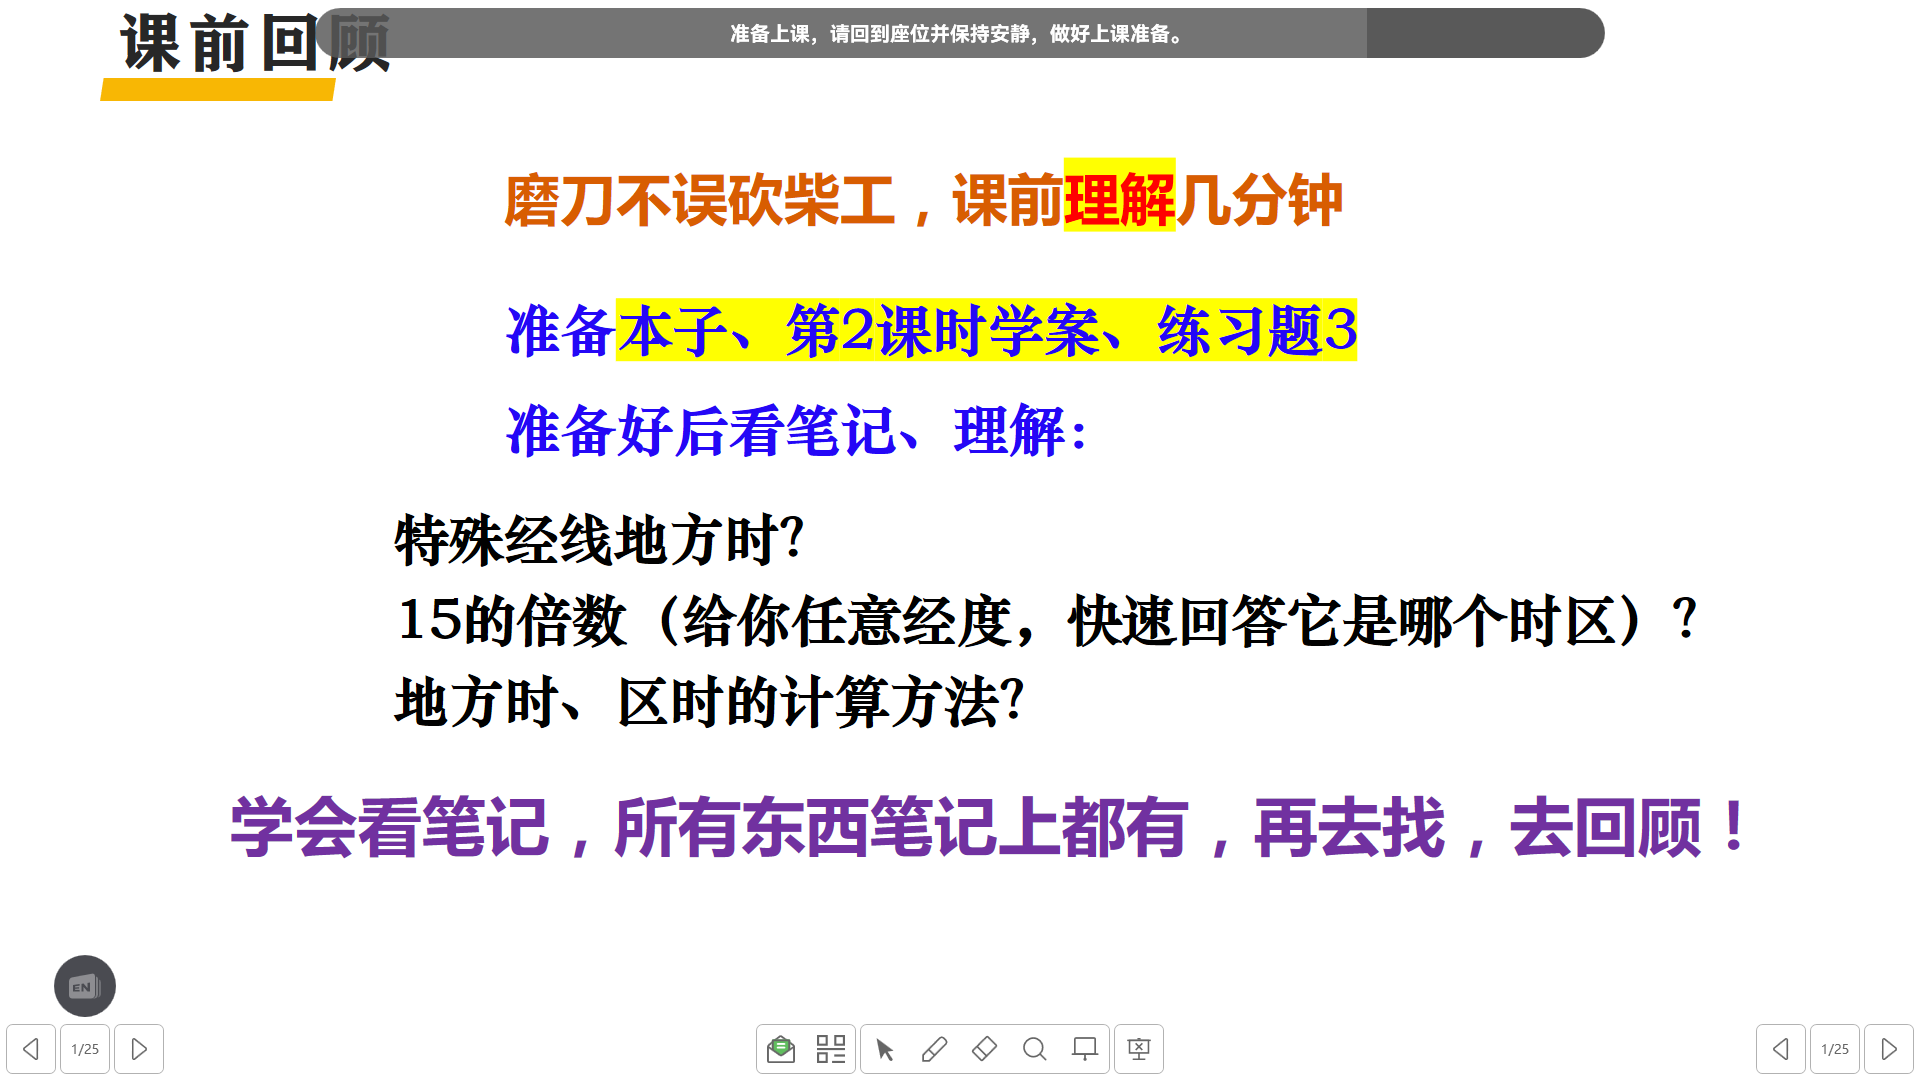 课前回顾
准备上课，请回到座位并保持安静，做好上课准备。
磨刀不误砍柴工，课前理解几分钟
准备本子、第2课时学案、练习题3
准备好后看笔记、理解：
特殊经线地方时？
15的倍数（给你任意经度，快速回答它是哪个时区）？
地方时、区时的计算方法？
学会看笔记，所有东西笔记上都有，再去找，去回顾！
EN
1/25
1/25